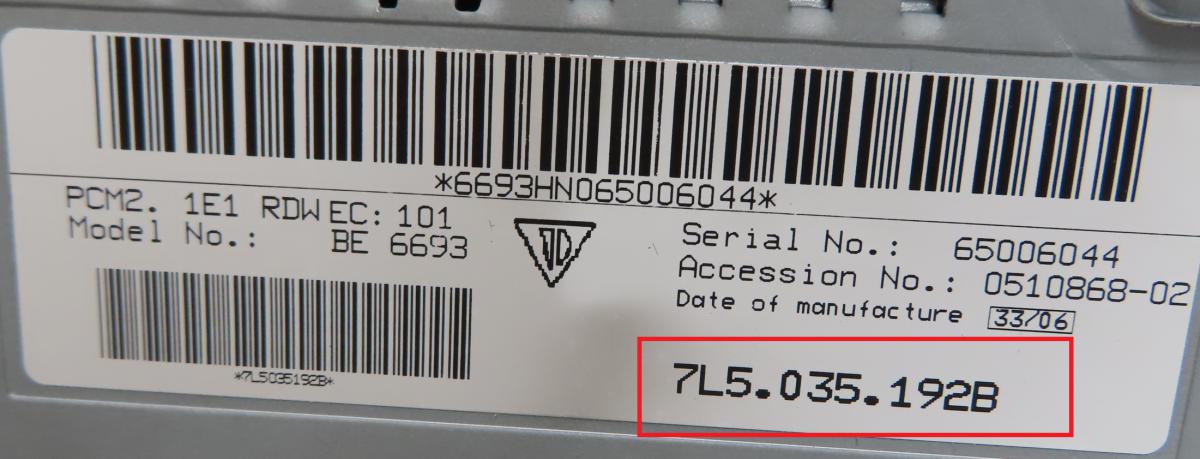 *6693HN065006044*
PCM2. 1E1 RDW EC: 101
Model No.: BE 6693
*7L5035192B*
Serial No.: 65006044
Accession No.: 0510868-02
Date of manufacture 33/06
7L5.035.192B